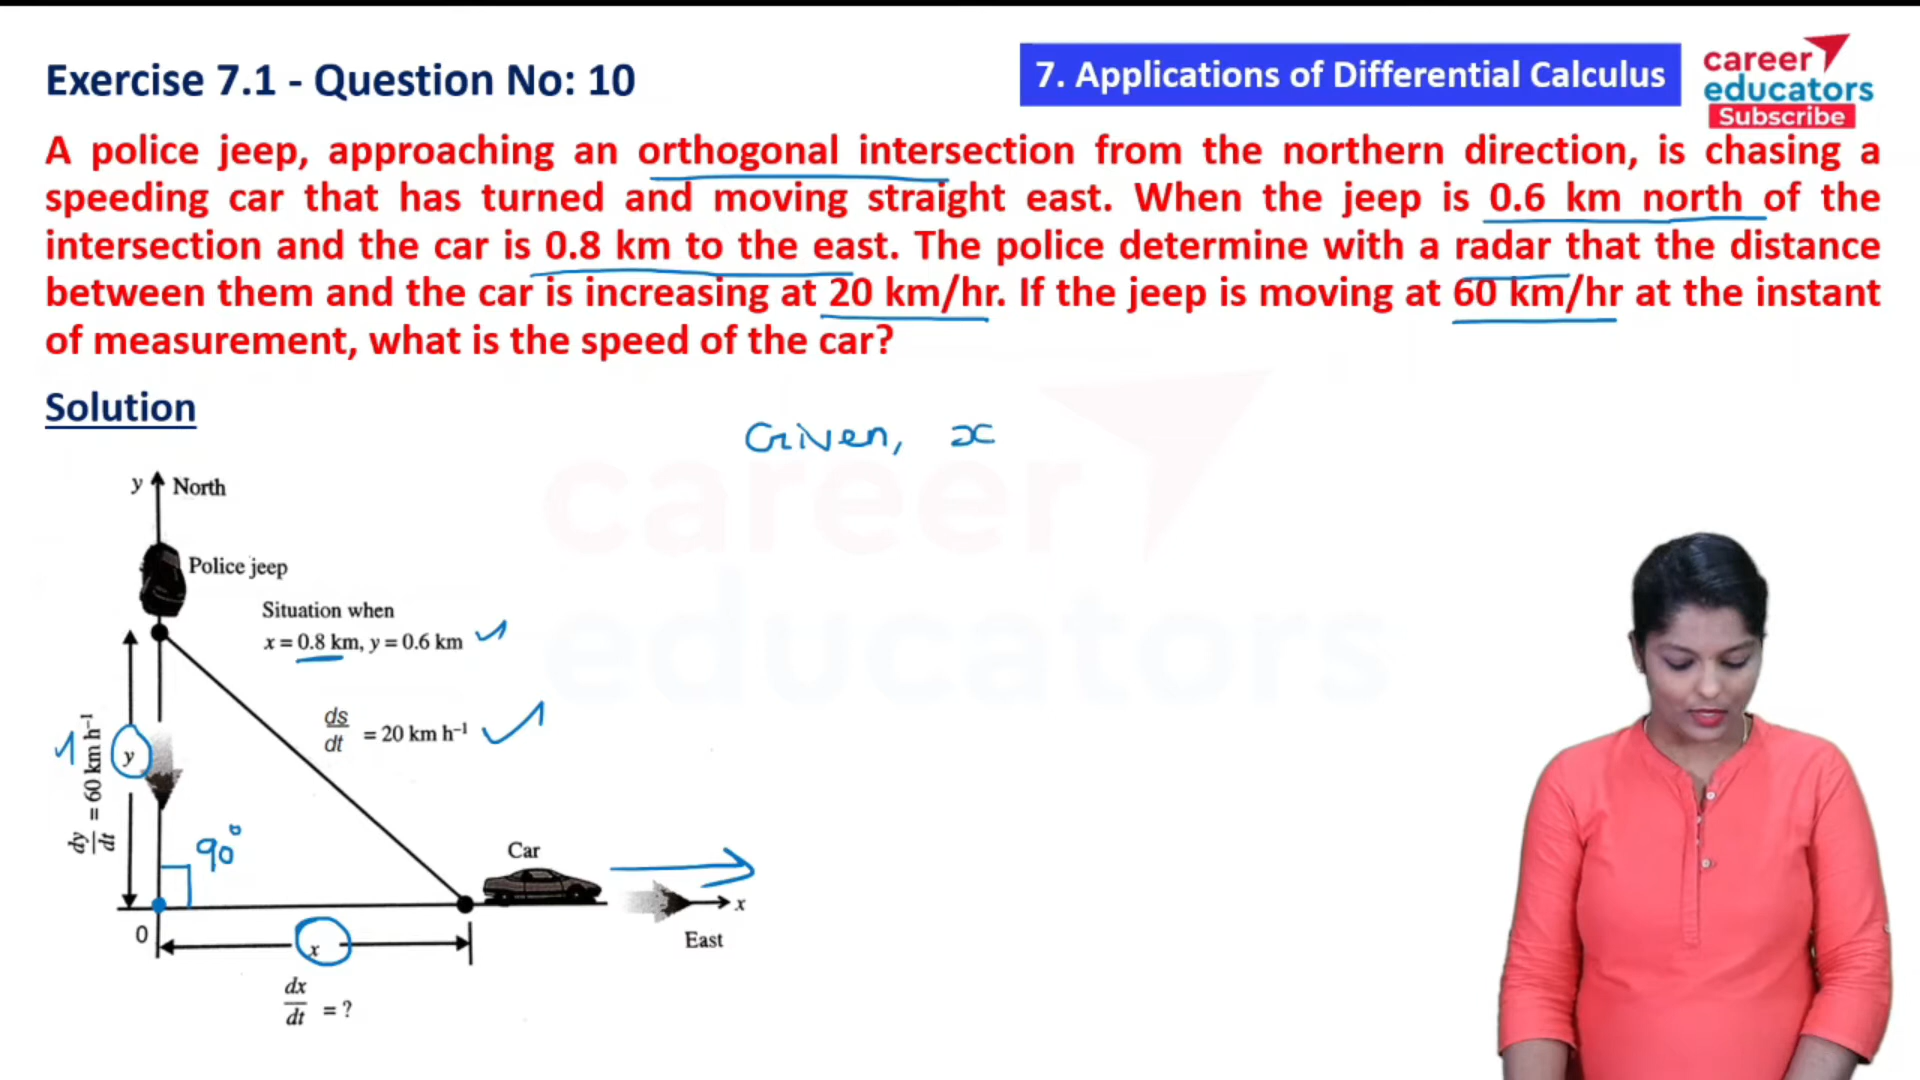 Exercise 7.1 - Question No: 10
7. Applications of Differential Calculus
career
educators
Subscribe
A police jeep, approaching an orthogonal intersection from the northern direction, is chasing a
speeding car that has turned and moving straight east. When the jeep is 0.6 km north of the
intersection and the car is 0.8 km to the east. The police determine with a radar that the distance
between them and the car is increasing at 20 km/hr. If the jeep is moving at 60 km/hr at the instant
of measurement, what is the speed of the car?
Solution
Given, x
career
educators
y North
Police jeep
Situation when
x = 0.8 km, y = 0.6 km
ds/dt = 20 km h⁻¹
dy/dt = 60 km h⁻¹
y
90°
Car
x
0
x
East
dx/dt = ?